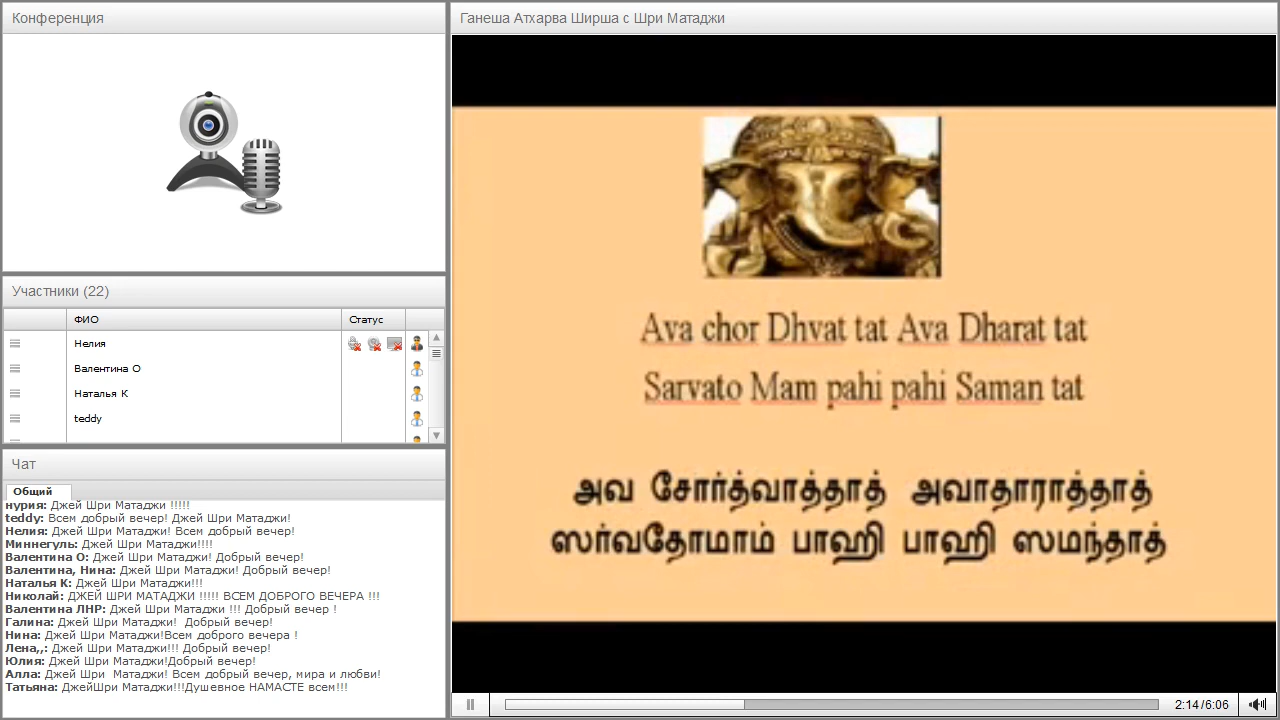 Конференция
Участники (22)
ФИО Статус
Нелия
Валентина О
Наталья К
teddy
Чат
Общий
нурия: Джей Шри Матаджи !!!!!
teddy: Всем добрый вечер! Джей Шри Матаджи!
Нелия: Джей Шри Матаджи! Всем добрый вечер!
Миннегуль: Джей Шри Матаджи!!!!
Валентина О: Джей Шри Матаджи! Добрый вечер!
Валентина, Нина: Джей Шри Матаджи! Добрый вечер!
Наталья К: Джей Шри Матаджи!!!
Николай: ДЖЕЙ ШРИ МАТАДЖИ !!!!! ВСЕМ ДОБРОГО ВЕЧЕРА !!!
Валентина ЛНР: Джей Шри Матаджи !!! Добрый вечер !
Галина: Джей Шри Матаджи!  Добрый вечер!
Нина: Джей Шри Матаджи!Всем доброго вечера !
Лена,,: Джей Шри Матаджи!!! Добрый вечер!
Юлия: Джей Шри Матаджи!Добрый вечер!
Алла: Джей Шри  Матаджи! Всем добрый вечер, мира и любви!
Татьяна: ДжейШри Матаджи!!!Душевное НАМАСТЕ всем!!!
Ганеша Атхарва Ширша с Шри Матаджи
Ava chor Dhvat tat Ava Dharat tat
Sarvato Mam pahi pahi Saman tat
அவ சோர்த்வாத்தாத் அவாதாராத்தாத்
ஸர்வதோமாம் பாஹி பாஹி ஸமந்தாத்
2:14/6:06